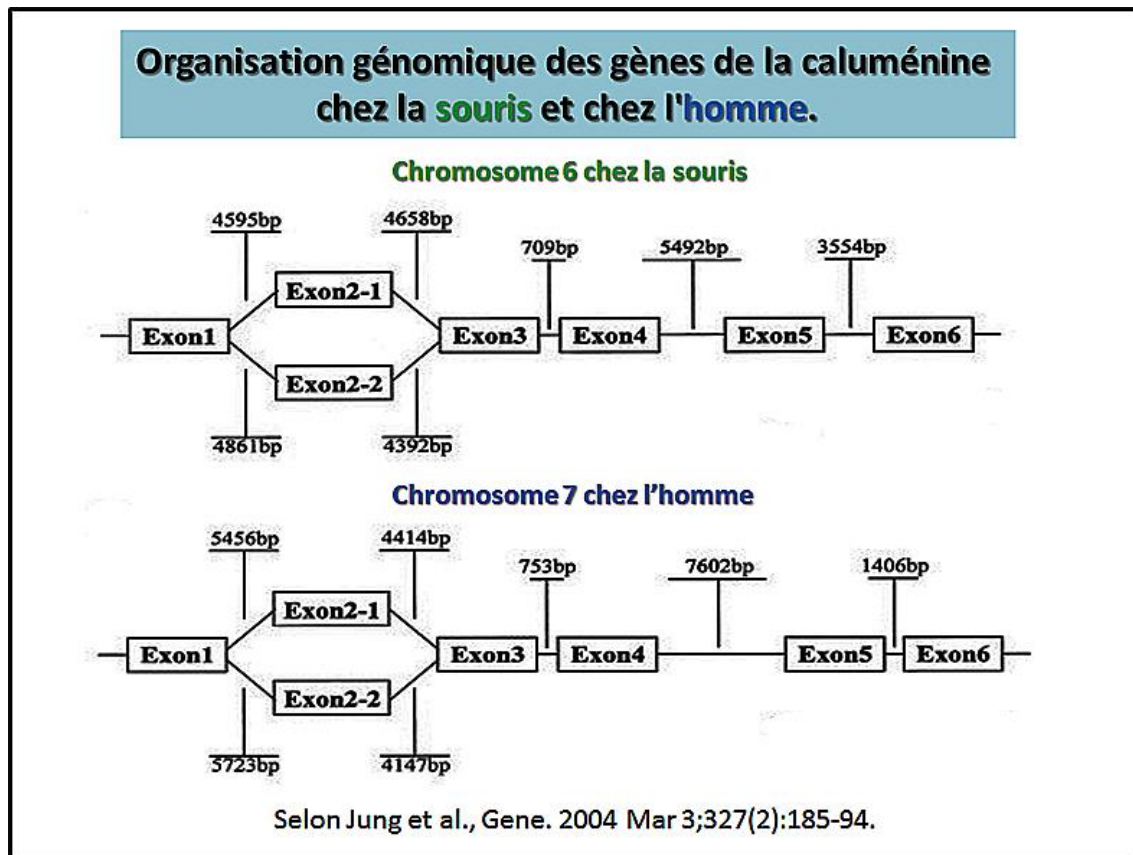 Organisation génomique des gènes de la caluménine
chez la souris et chez l'homme.
Chromosome 6 chez la souris
4595bp
4658bp
709bp
5492bp
3554bp
Exon2-1
Exon1
Exon3
Exon4
Exon5
Exon6
Exon2-2
4861bp
4392bp
Chromosome 7 chez l’homme
5456bp
4414bp
753bp
7602bp
1406bp
Exon2-1
Exon1
Exon3
Exon4
Exon5
Exon6
Exon2-2
5723bp
4147bp
Selon Jung et al., Gene. 2004 Mar 3;327(2):185-94.